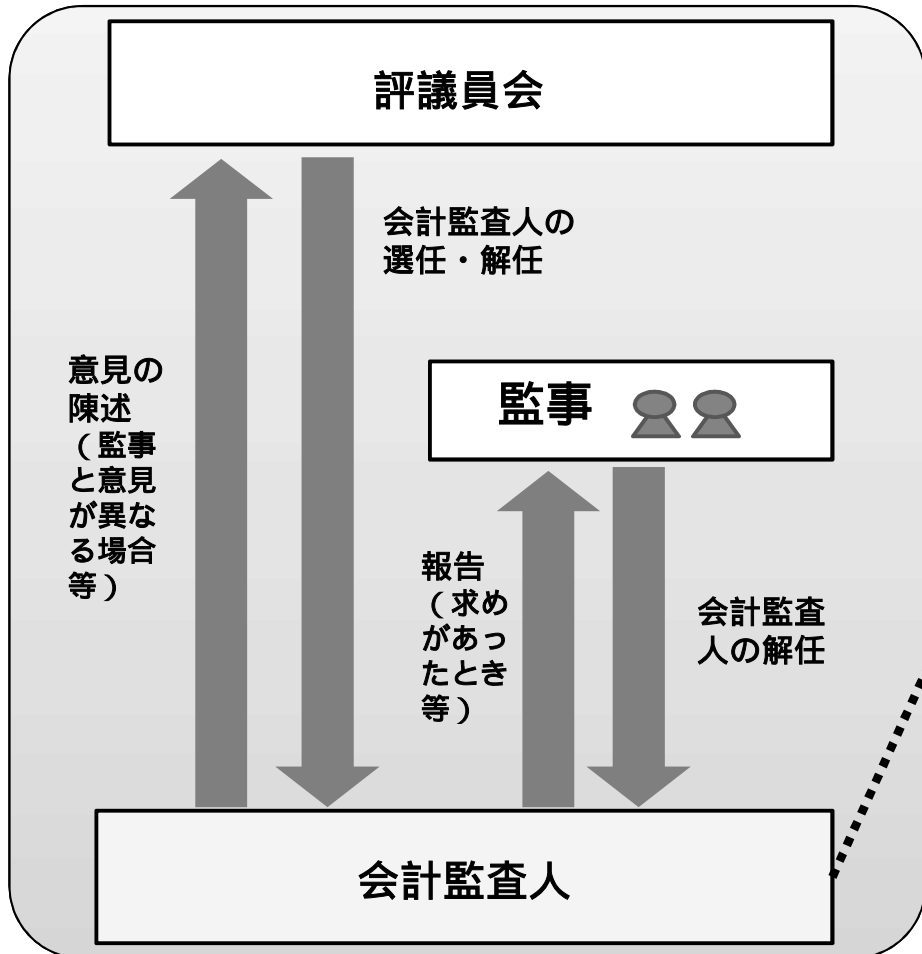 評議員会
会計監査人の
選任・解任
意見の
陳述
（監事
と意見
が異な
る場合
等）
監事
報告
（求め
があっ
たとき
等）
会計監査
人の解任
会計監査人